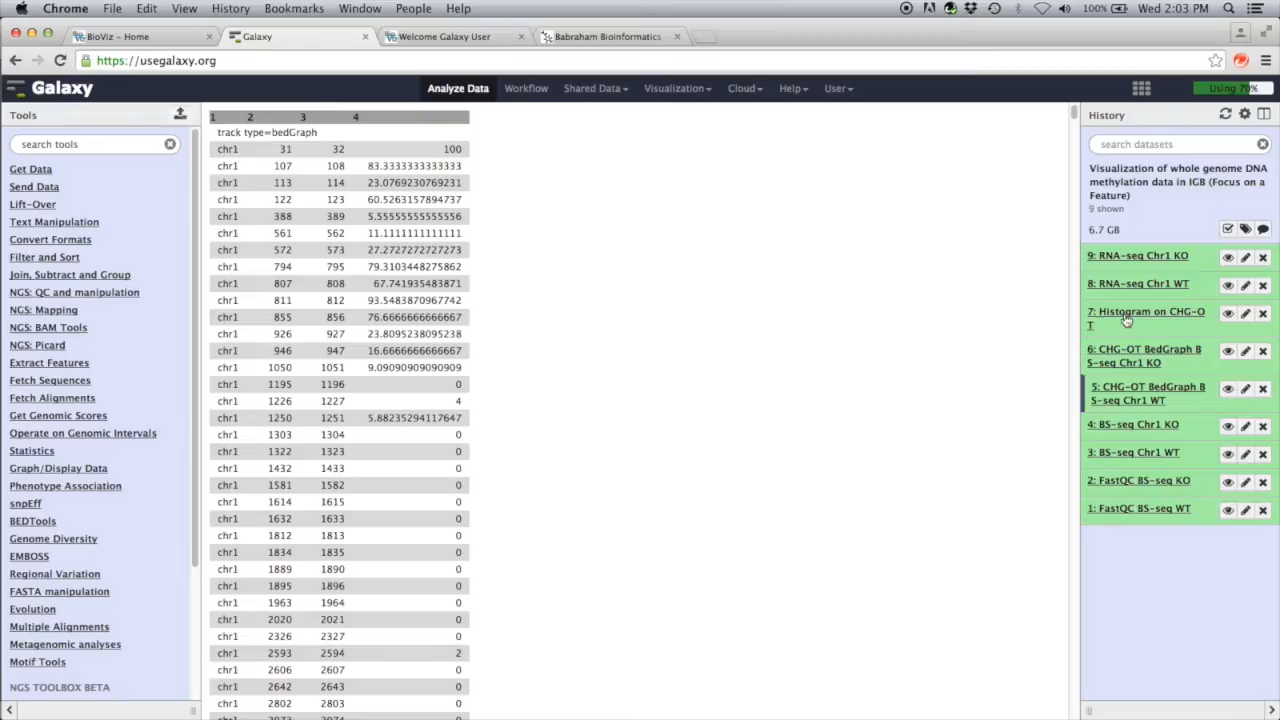 Chrome File Edit View History Bookmarks Window People Help 100% Wed 2:03 PM
BioViz - Home Galaxy Welcome Galaxy User Babraham Bioinformatics
https://usegalaxy.org
Galaxy Analyze Data Workflow Shared Data Visualization Cloud Help User Using 70%
Tools
search tools
Get Data
Send Data
Lift-Over
Text Manipulation
Convert Formats
Filter and Sort
Join, Subtract and Group
NGS: QC and manipulation
NGS: Mapping
NGS: BAM Tools
NGS: Picard
Extract Features
Fetch Sequences
Fetch Alignments
Get Genomic Scores
Operate on Genomic Intervals
Statistics
Graph/Display Data
Phenotype Association
snpEff
BEDTools
Genome Diversity
EMBOSS
Regional Variation
FASTA manipulation
Evolution
Multiple Alignments
Metagenomic analyses
Motif Tools
NGS TOOLBOX BETA
1 2 3 4
track type=bedGraph
chr1 31 32 100
chr1 107 108 83.3333333333333
chr1 113 114 23.0769230769231
chr1 122 123 60.5263157894737
chr1 388 389 5.55555555555556
chr1 561 562 11.1111111111111
chr1 572 573 27.2727272727273
chr1 794 795 79.3103448275862
chr1 807 808 67.741935483871
chr1 811 812 93.5483870967742
chr1 855 856 76.6666666666667
chr1 926 927 23.8095238095238
chr1 946 947 16.6666666666667
chr1 1050 1051 9.09090909090909
chr1 1195 1196 0
chr1 1226 1227 4
chr1 1250 1251 5.88235294117647
chr1 1303 1304 0
chr1 1322 1323 0
chr1 1432 1433 0
chr1 1581 1582 0
chr1 1614 1615 0
chr1 1632 1633 0
chr1 1812 1813 0
chr1 1834 1835 0
chr1 1889 1890 0
chr1 1895 1896 0
chr1 1963 1964 0
chr1 2020 2021 0
chr1 2326 2327 0
chr1 2593 2594 2
chr1 2606 2607 0
chr1 2642 2643 0
chr1 2802 2803 0
History
search datasets
Visualization of whole genome DNA
methylation data in IGB (Focus on a
Feature)
9 shown
6.7 GB
9: RNA-seq Chr1 KO
8: RNA-seq Chr1 WT
7: Histogram on CHG-O
T
6: CHG-OT BedGraph B
S-seq Chr1 KO
5: CHG-OT BedGraph B
S-seq Chr1 WT
4: BS-seq Chr1 KO
3: BS-seq Chr1 WT
2: FastQC BS-seq KO
1: FastQC BS-seq WT